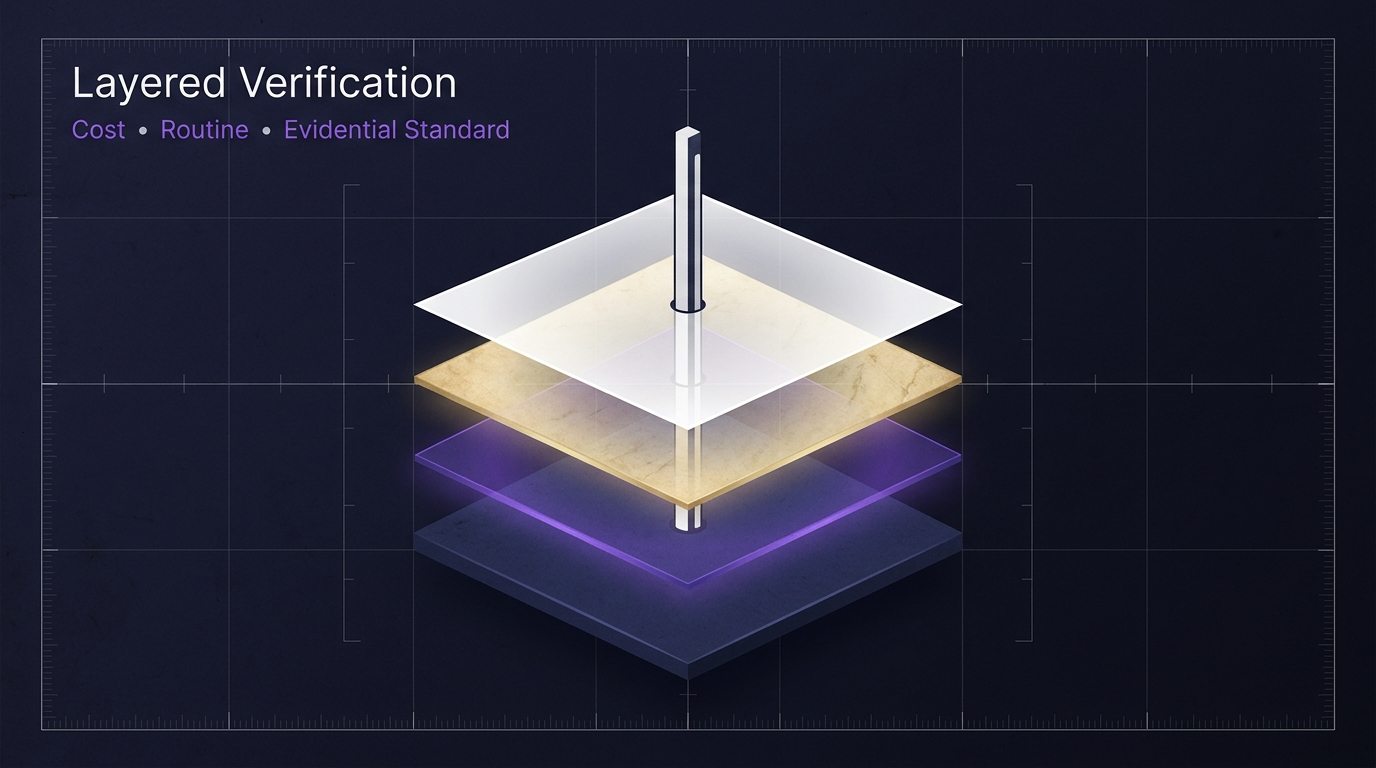 Layered Verification
Cost • Routine • Evidential Standard